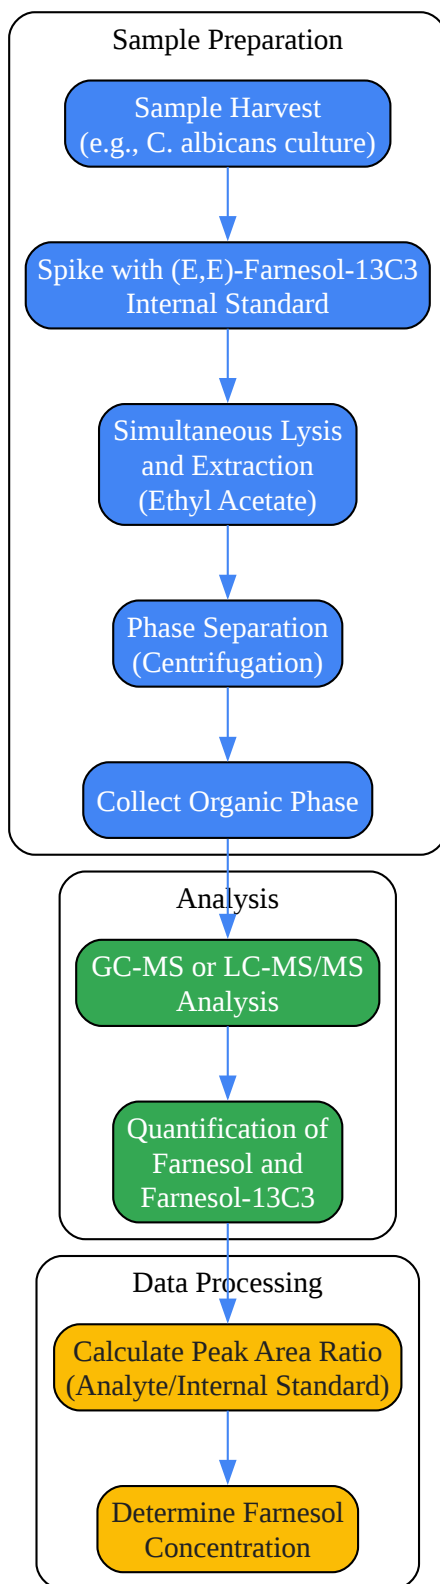 Sample Preparation
Sample Harvest
(e.g., C. albicans culture)
Spike with (E,E)-Farnesol-13C3
Internal Standard
Simultaneous Lysis
and Extraction
(Ethyl Acetate)
Phase Separation
(Centrifugation)
Collect Organic Phase
Analysis
GC-MS or LC-MS/MS
Analysis
Quantification of
Farnesol and
Farnesol-13C3
Data Processing
Calculate Peak Area Ratio
(Analyte/Internal Standard)
Determine Farnesol
Concentration